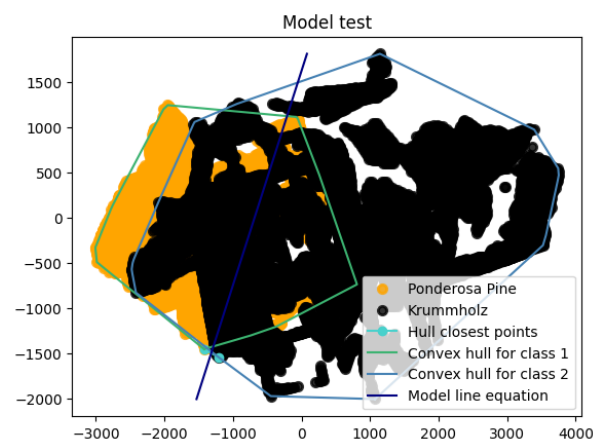 Model test
1500
1000
500
0
−500
−1000
−1500
−2000
Ponderosa Pine
Krummholz
Hull closest points
Convex hull for class 1
Convex hull for class 2
Model line equation
−3000 −2000 −1000 0 1000 2000 3000 4000